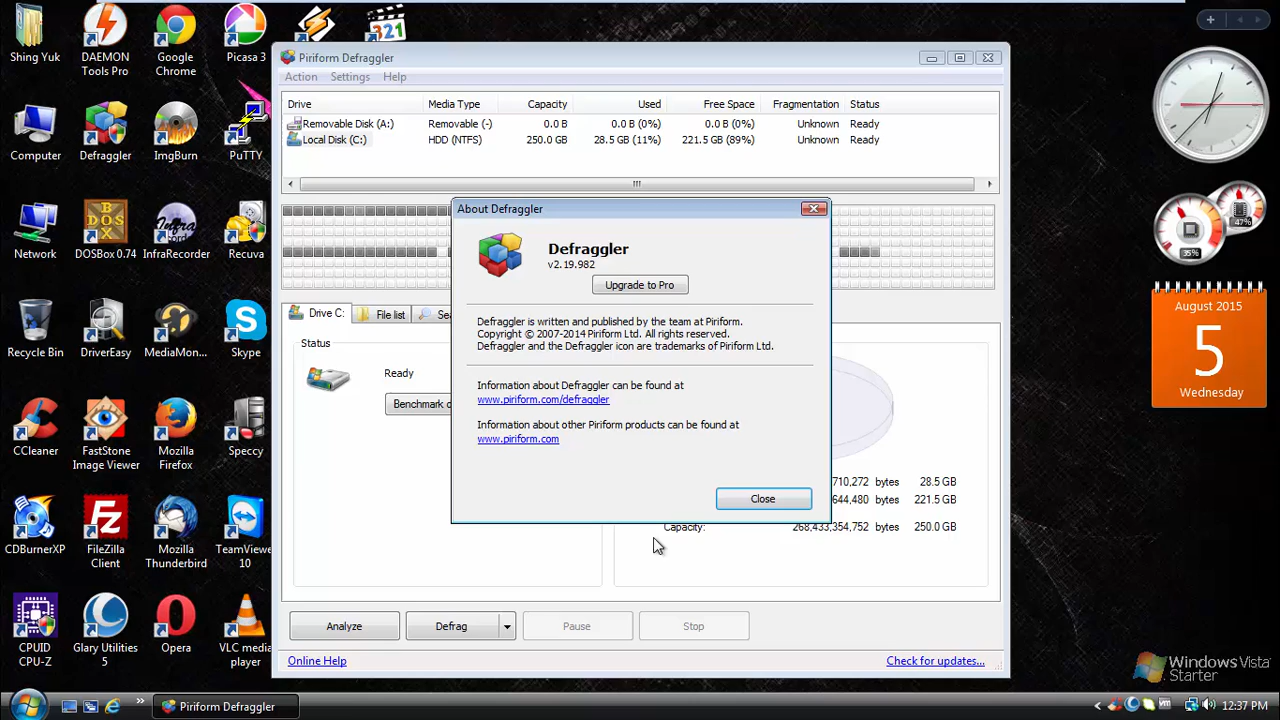 Shing Yuk
DAEMON Tools Pro
Google Chrome
Picasa 3
321
Computer
Defraggler
ImgBurn
PuTTY
Network
DOSBox 0.74
InfraRecorder
Recuva
Recycle Bin
DriverEasy
MediaMon...
Skype
CCleaner
FastStone Image Viewer
Mozilla Firefox
Speccy
CDBurnerXP
FileZilla Client
Mozilla Thunderbird
TeamViewer 10
CPUID CPU-Z
Glary Utilities 5
Opera
VLC media player
Piriform Defraggler
Action Settings Help
Drive Media Type Capacity Used Free Space Fragmentation Status
Removable Disk (A:) Removable (-) 0.0 B 0.0 B (0%) 0.0 B (0%) Unknown Ready
Local Disk (C:) HDD (NTFS) 250.0 GB 28.5 GB (11%) 221.5 GB (89%) Unknown Ready
About Defraggler
Defraggler
v2.19.982
Upgrade to Pro
Defraggler is written and published by the team at Piriform.
Copyright © 2007-2014 Piriform Ltd. All rights reserved.
Defraggler and the Defraggler icon are trademarks of Piriform Ltd.
Information about Defraggler can be found at
www.piriform.com/defraggler
Information about other Piriform products can be found at
www.piriform.com
Close
Drive C: File list Sea
Status
Ready
Benchmark d
710,272 bytes 28.5 GB
644,480 bytes 221.5 GB
Capacity: 268,433,354,752 bytes 250.0 GB
Analyze Defrag Pause Stop
Online Help Check for updates...
35%
47%
August 2015
5
Wednesday
Windows Vista
Starter
Piriform Defraggler
12:37 PM